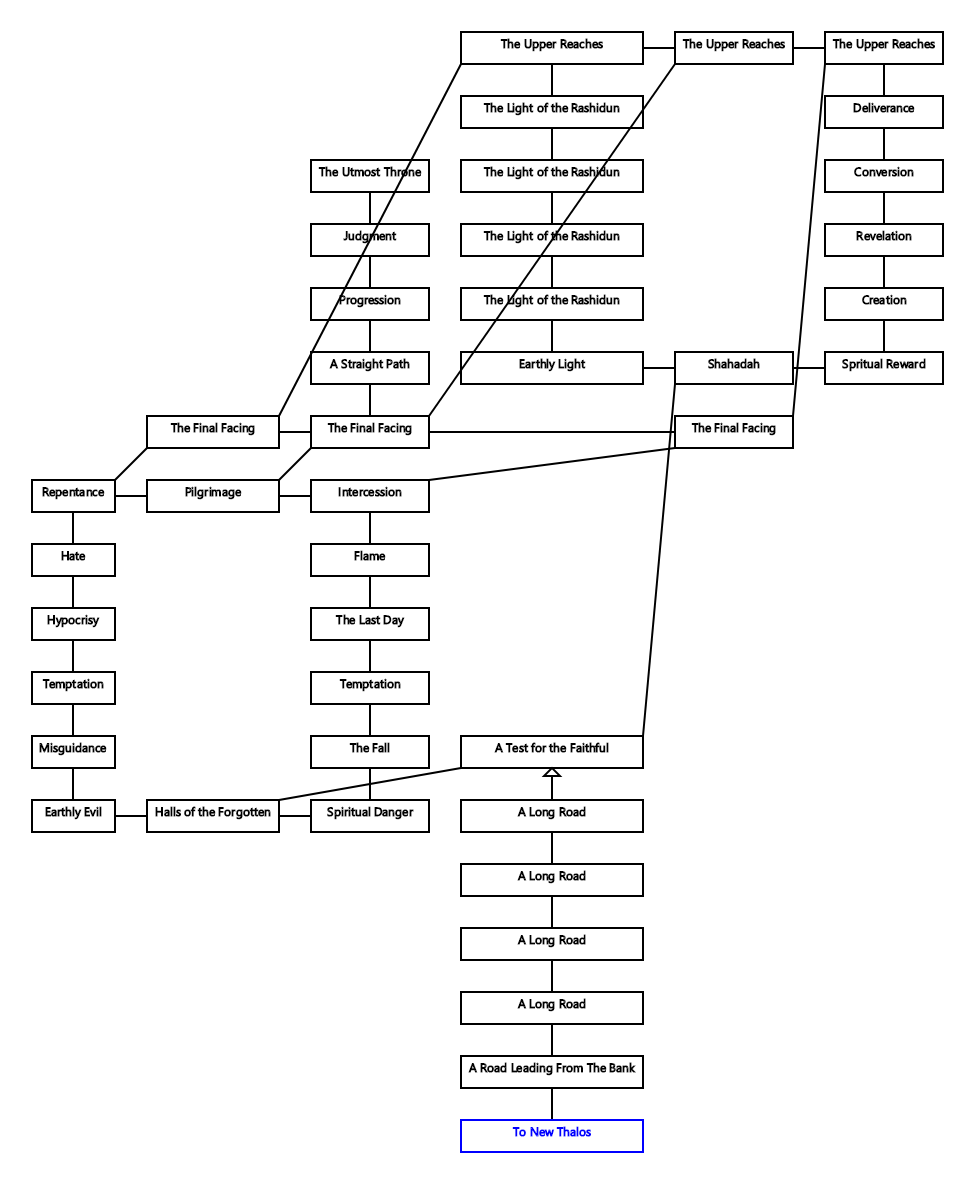 The Upper Reaches
The Upper Reaches
The Upper Reaches
The Light of the Rashidun
Deliverance
The Utmost Throne
The Light of the Rashidun
Conversion
Judgment
The Light of the Rashidun
Revelation
Progression
The Light of the Rashidun
Creation
A Straight Path
Earthly Light
Shahadah
Spritual Reward
The Final Facing
The Final Facing
The Final Facing
Repentance
Pilgrimage
Intercession
Hate
Flame
Hypocrisy
The Last Day
Temptation
Temptation
Misguidance
The Fall
A Test for the Faithful
Earthly Evil
Halls of the Forgotten
Spiritual Danger
A Long Road
A Long Road
A Long Road
A Long Road
A Road Leading From The Bank
To New Thalos